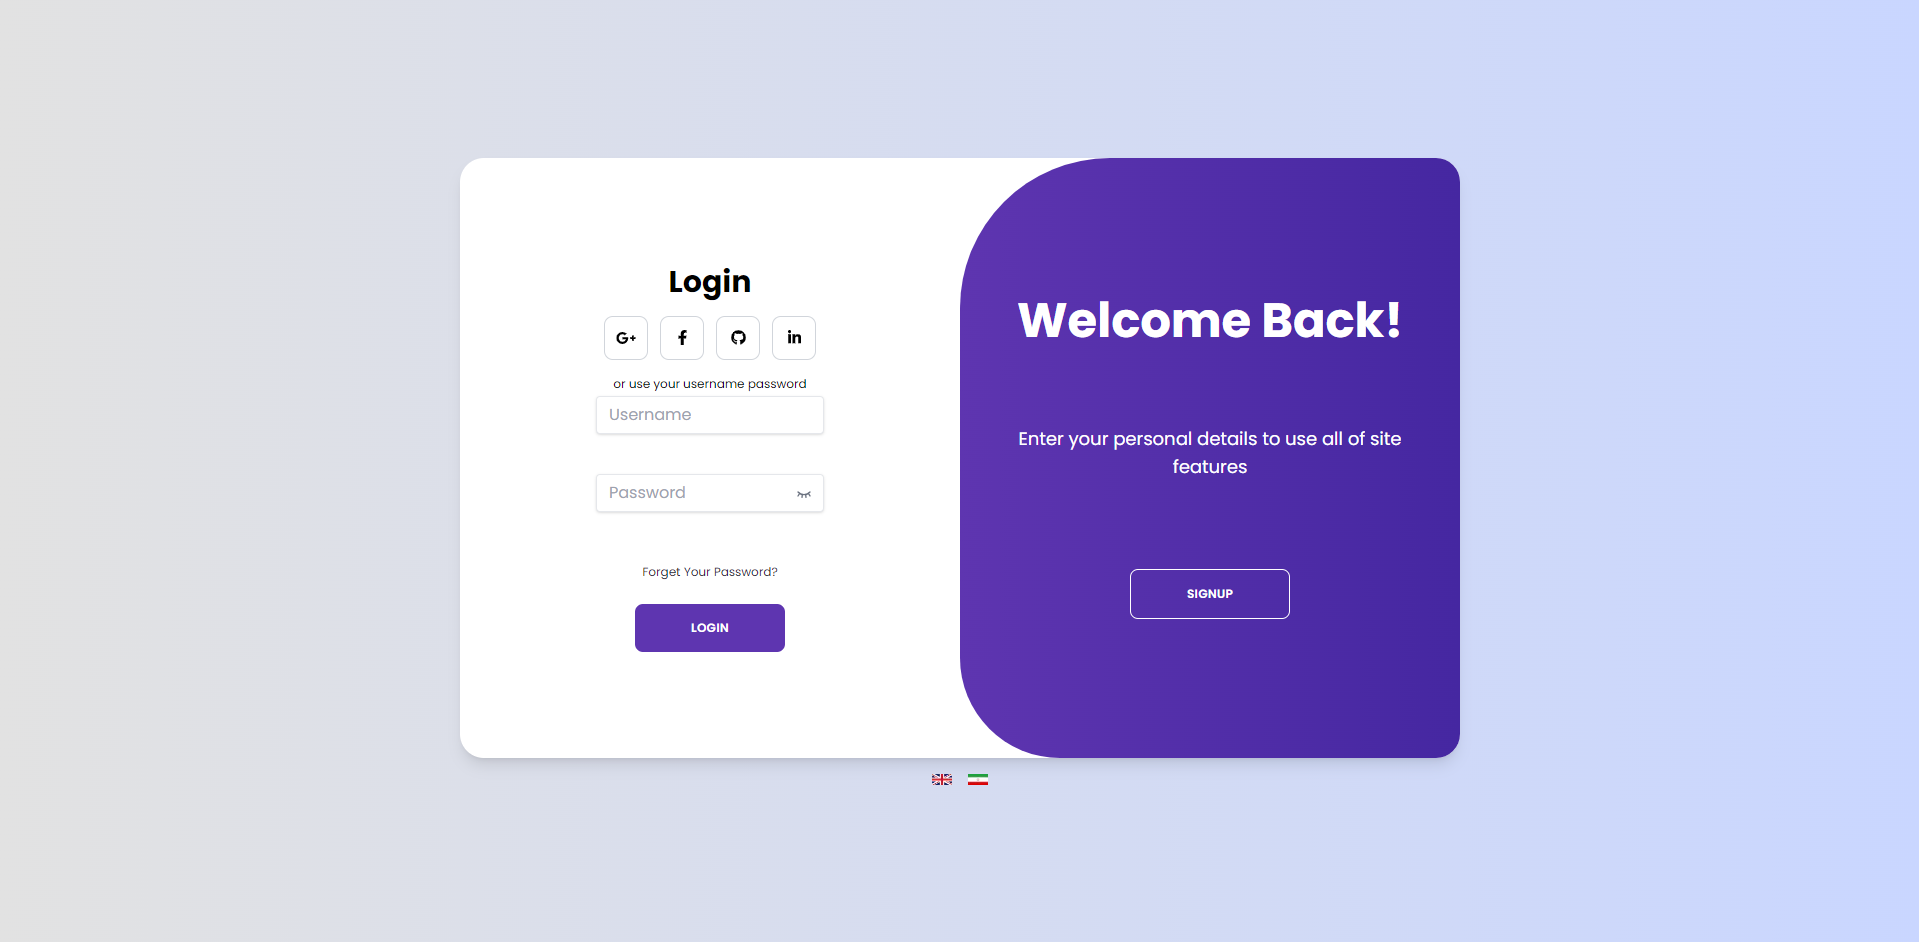 Login
G+
f
in
or use your username password
Username
Password
Forget Your Password?
LOGIN
Welcome Back!
Enter your personal details to use all of site
features
SIGNUP